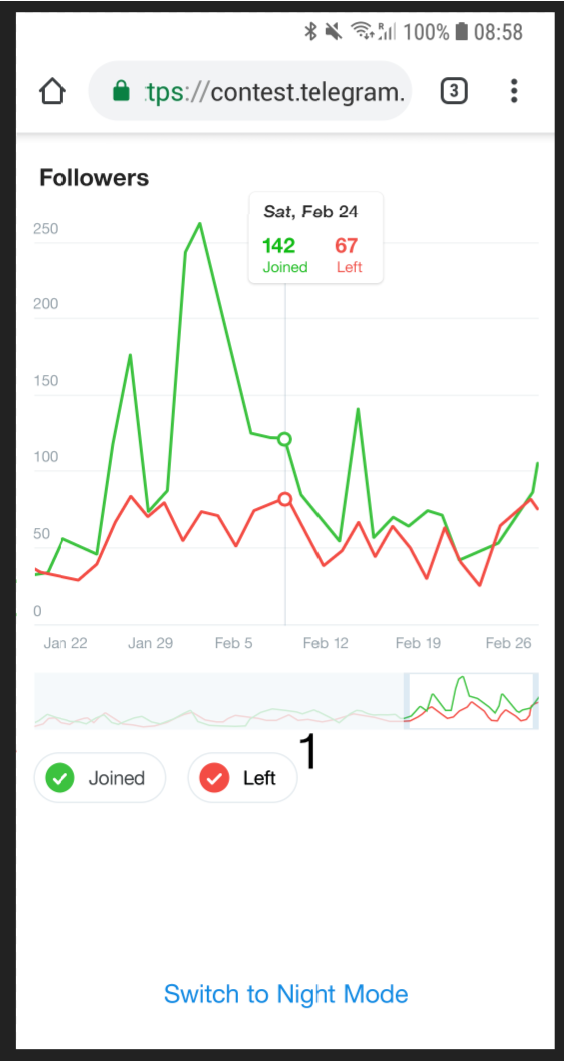 100% 08:58
tps://contest.telegram.
3
Followers
Sat, Feb 24
142 67
Joined Left
250
200
150
100
50
0
Jan 22 Jan 29 Feb 5 Feb 12 Feb 19 Feb 26
1
Joined Left
Switch to Night Mode